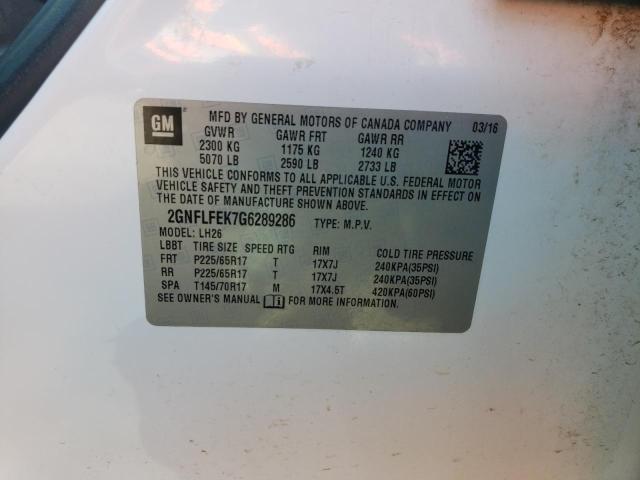 GM
MFD BY GENERAL MOTORS OF CANADA COMPANY 03/16
GVWR GAWR FRT GAWR RR
2300 KG 1175 KG 1240 KG
5070 LB 2590 LB 2733 LB
THIS VEHICLE CONFORMS TO ALL APPLICABLE U.S. FEDERAL MOTOR
VEHICLE SAFETY AND THEFT PREVENTION STANDARDS IN EFFECT ON
THE DATE OF MANUFACTURE SHOWN ABOVE.
2GNFLFEK7G6289286 TYPE: M.P.V.
MODEL: LH26
LBBT TIRE SIZE SPEED RTG RIM COLD TIRE PRESSURE
FRT P225/65R17 T 17X7J 240KPA(35PSI)
RR P225/65R17 T 17X7J 240KPA(35PSI)
SPA T145/70R17 M 17X4.5T 420KPA(60PSI)
SEE OWNER'S MANUAL FOR MORE INFORMATION.